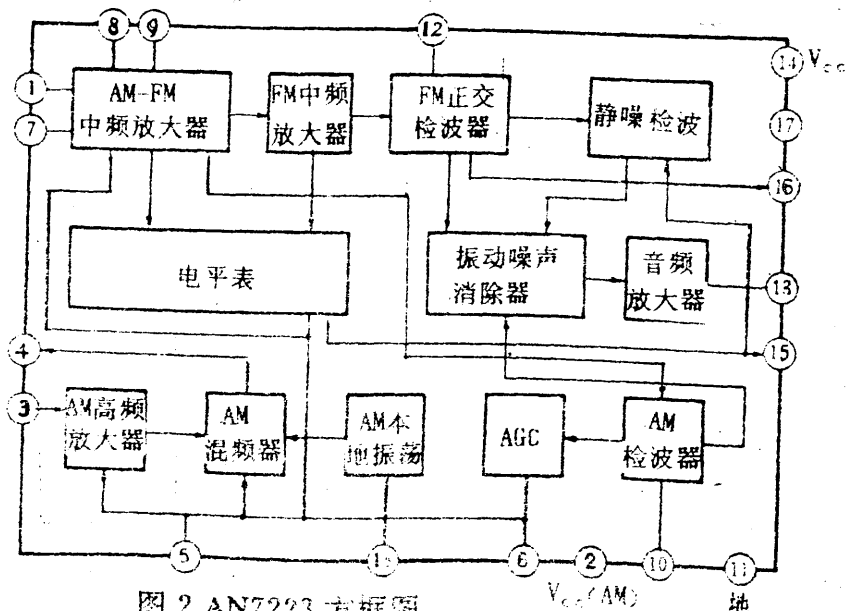 8 9 12
14 Vcc
1
AM-FM
中频放大器
FM中频
放大器
FM正交
检波器
静噪检波
7
17
16
电平表
振动噪声
消除器
音频
放大器
13
4
15
3
AM高频
放大器
AM
混频器
AM本
地振荡
AGC
AM
检波器
5
6 2 10 11
Vcc(AM) 地
图 2 AN7223 方框图